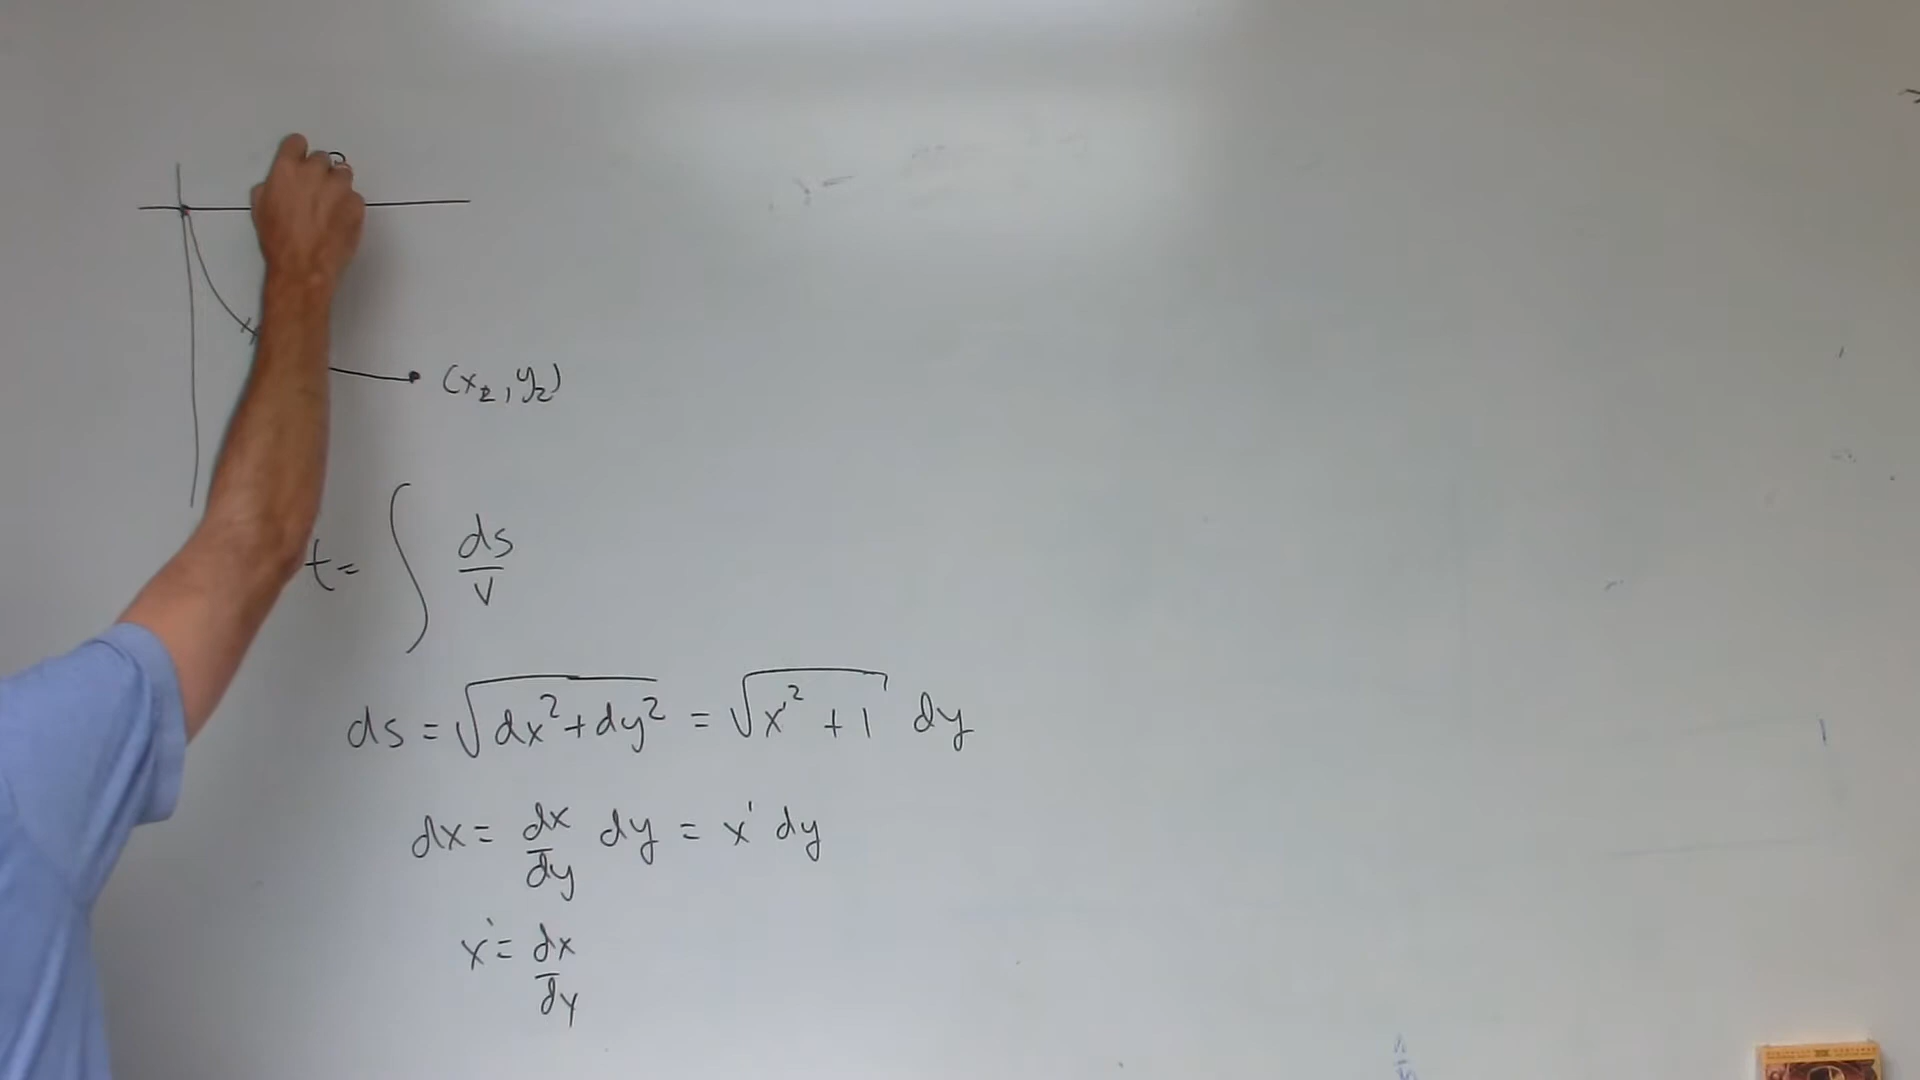 (x₂, y₂)
t = ∫ ds/v
ds = √(dx² + dy²) = √(x'² + 1) dy
dx = dx/dy dy = x' dy
x' = dx/dy